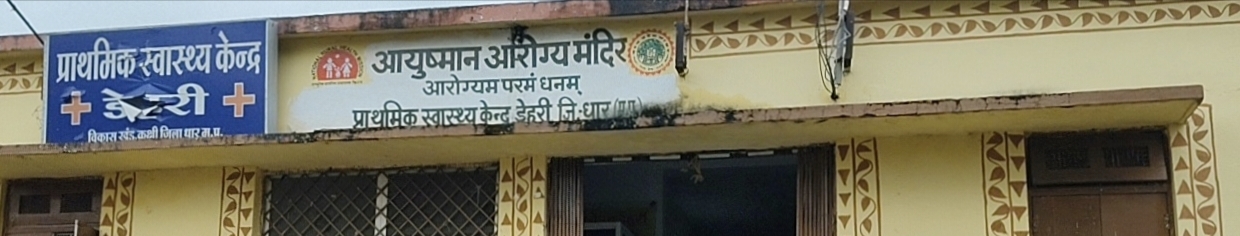 प्राथमिक स्वास्थ्य केन्द्र
डेहरी
विकास खंड कुक्षी जिला धार म.प्र.
आयुष्मान आरोग्य मंदिर
आरोग्यम परमं धनम्
प्राथमिक स्वास्थ्य केन्द्र डेहरी जि.धार (म.प्र.)